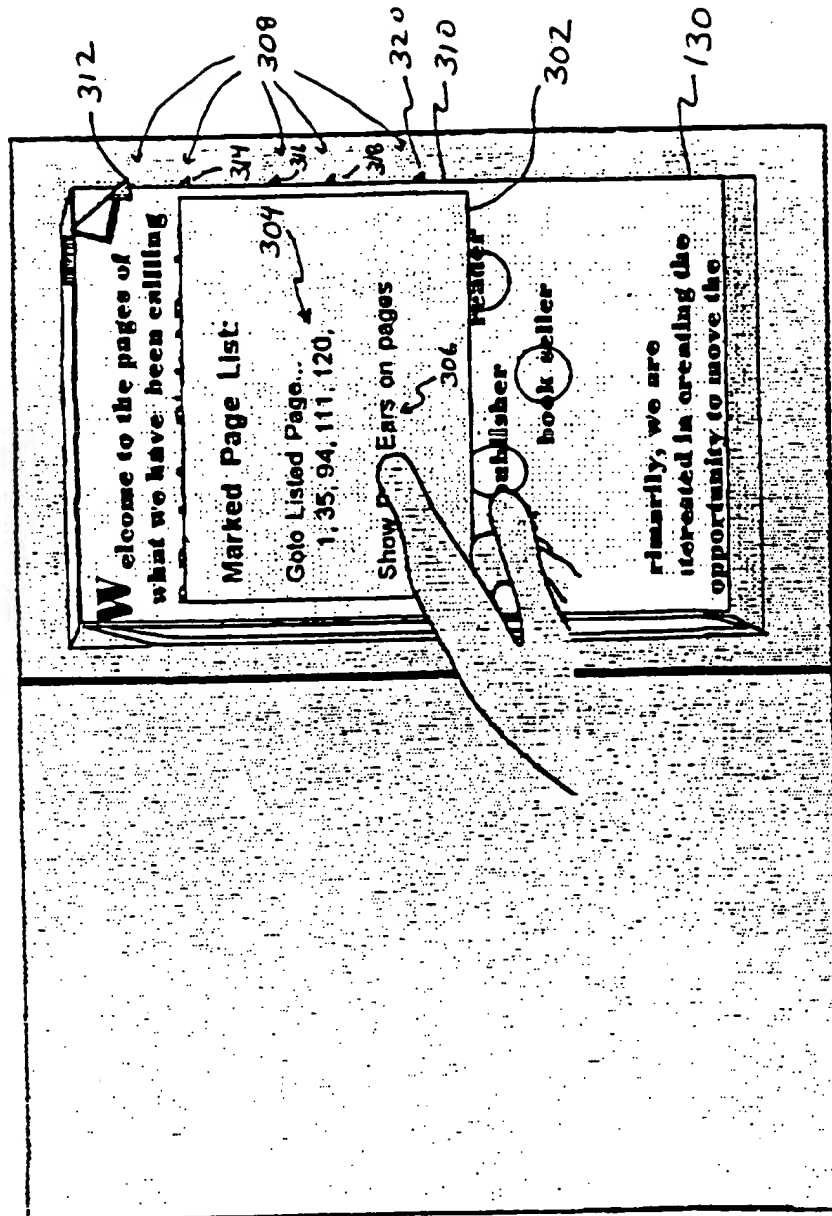 312
308
314
316
318
320
310
302
130
Welcome to the pages of
what we have been
Marked Page List:
304
Goto Listed Page...
1, 35, 94, 111, 120,
Show Ears on pages
306
reader
ublisher
book seller
rimarily, we are
iterested in creating the
opportunity to move the